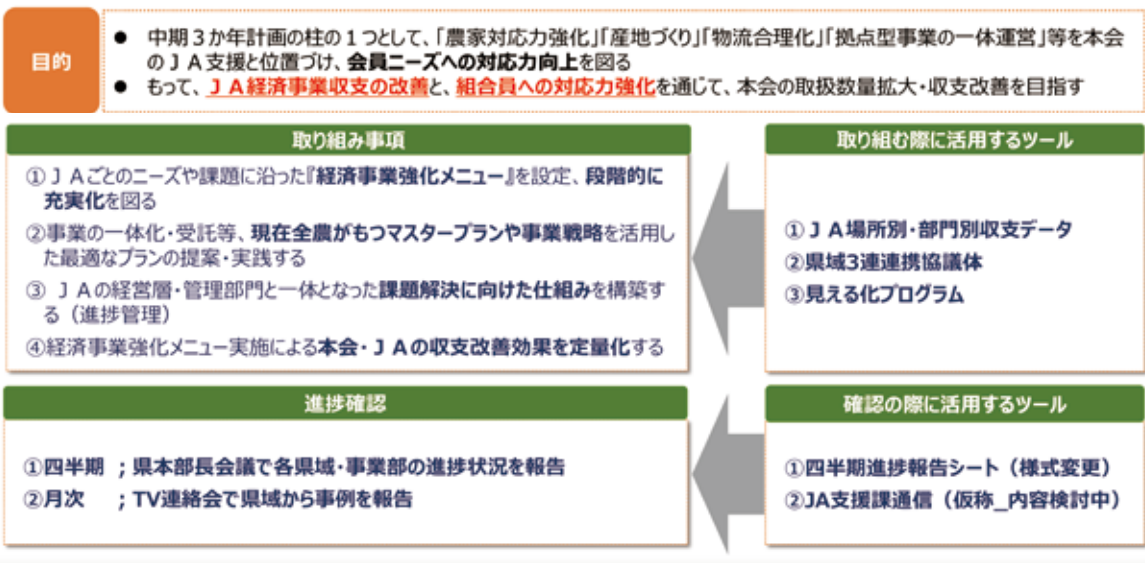 目的
● 中期3か年計画の柱の1つとして、「農家対応力強化」「産地づくり」「物流合理化」「拠点型事業の一体運営」等を本会
のJA支援と位置づけ、会員ニーズへの対応力向上を図る
● もって、JA経済事業収支の改善と、組合員への対応力強化を通じて、本会の取扱数量拡大・収支改善を目指す
取り組み事項
①JAごとのニーズや課題に沿った『経済事業強化メニュー』を設定、段階的に
充実化を図る
②事業の一体化・受託等、現在全農がもつマスタープランや事業戦略を活用し
た最適なプランの提案・実践する
③ JAの経営層・管理部門と一体となった課題解決に向けた仕組みを構築す
る（進捗管理）
④経済事業強化メニュー実施による本会・JAの収支改善効果を定量化する
取り組む際に活用するツール
①JA場所別・部門別収支データ
②県域3連連携協議体
③見える化プログラム
進捗確認
①四半期 ；県本部長会議で各県域・事業部の進捗状況を報告
②月次 ；TV連絡会で県域から事例を報告
確認の際に活用するツール
①四半期進捗報告シート（様式変更）
②JA支援課通信（仮称_内容検討中）